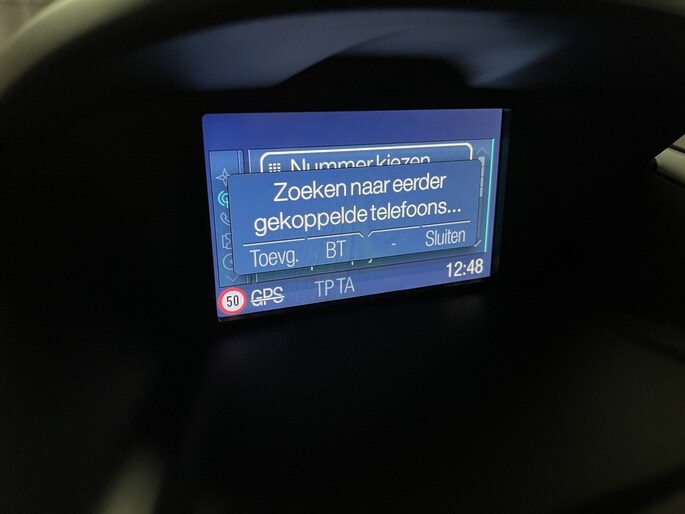 Nummer kiezen
Zoeken naar eerder
gekoppelde telefoons...
Toevg. BT - Sluiten
12:48
50 GPS TP TA